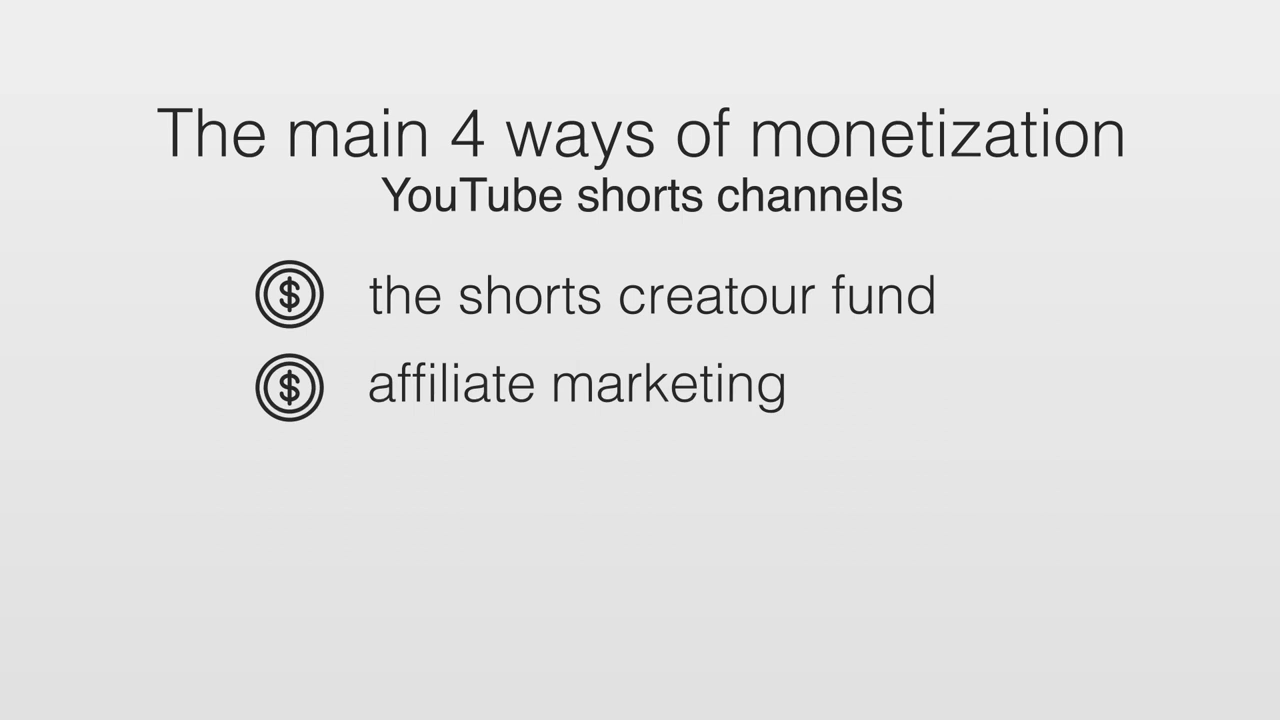 The main 4 ways of monetization
YouTube shorts channels
the shorts creatour fund
affiliate marketing